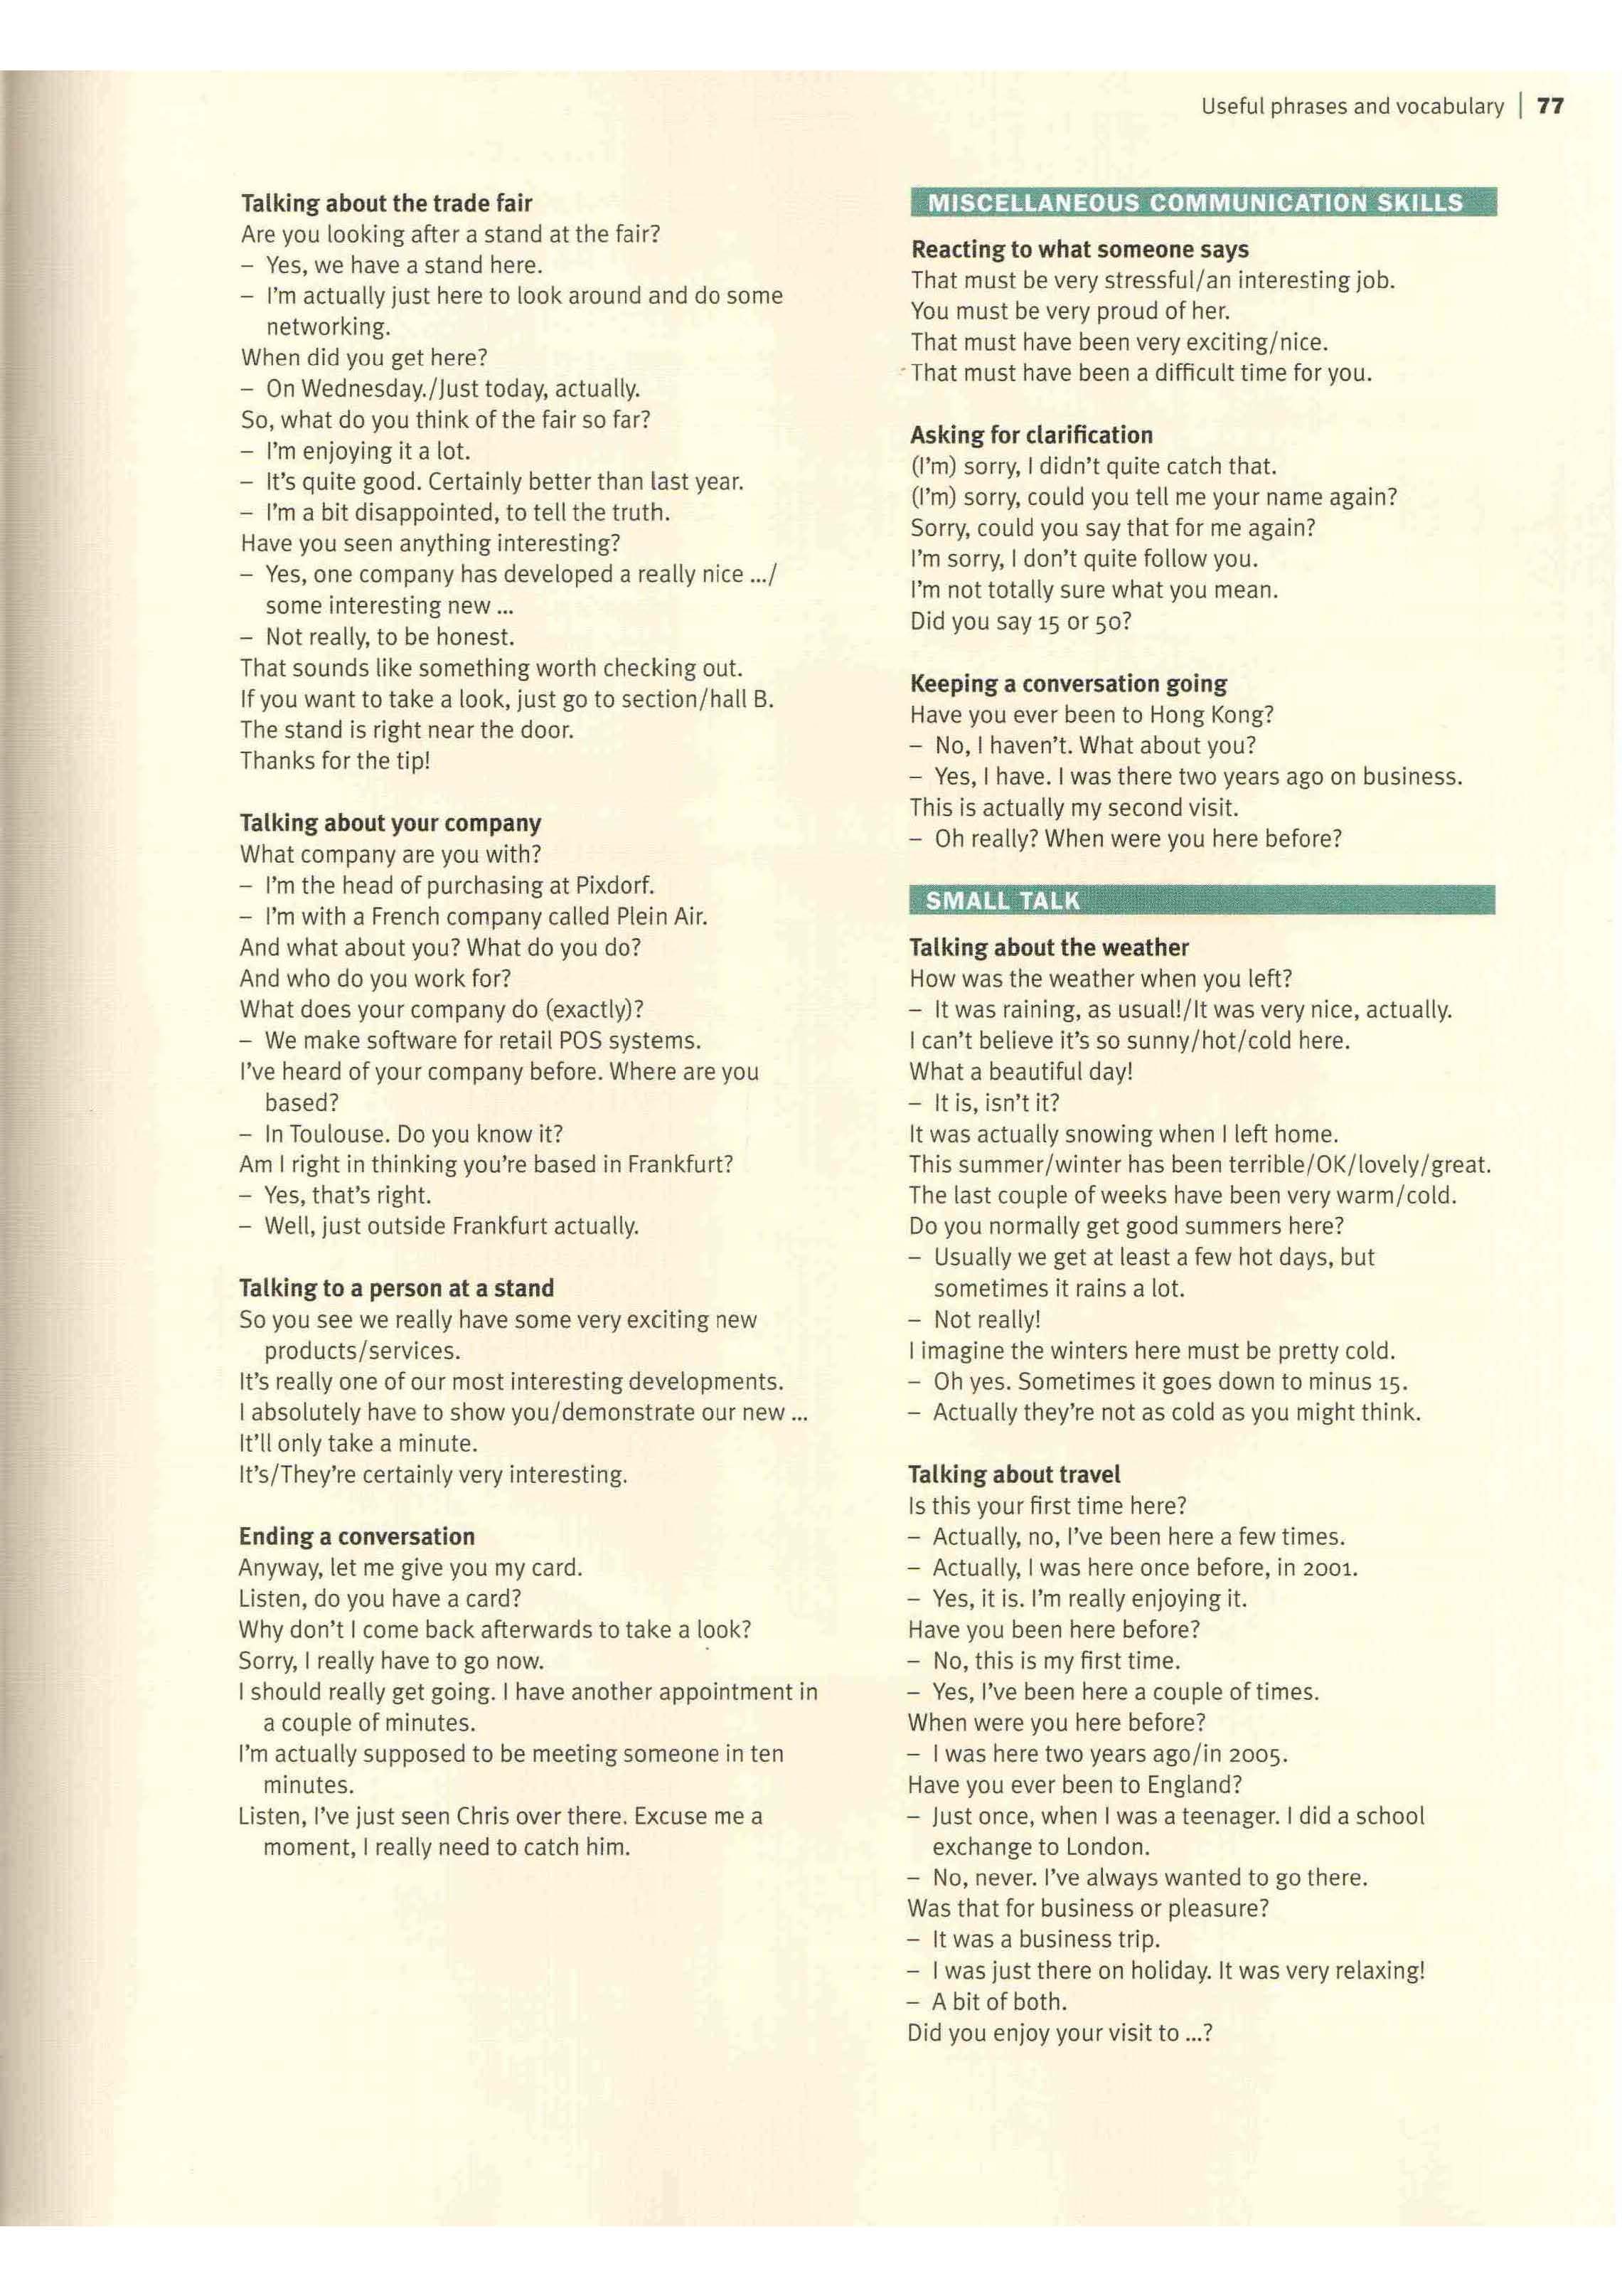 Useful phrases and vocabulary | 77
Talking about the trade fair
Are you looking after a stand at the fair?
– Yes, we have a stand here.
– I'm actually just here to look around and do some
networking.
When did you get here?
– On Wednesday./Just today, actually.
So, what do you think of the fair so far?
– I'm enjoying it a lot.
– It's quite good. Certainly better than last year.
– I'm a bit disappointed, to tell the truth.
Have you seen anything interesting?
– Yes, one company has developed a really nice .../
some interesting new ...
– Not really, to be honest.
That sounds like something worth checking out.
If you want to take a look, just go to section/hall B.
The stand is right near the door.
Thanks for the tip!
Talking about your company
What company are you with?
– I'm the head of purchasing at Pixdorf.
– I'm with a French company called Plein Air.
And what about you? What do you do?
And who do you work for?
What does your company do (exactly)?
– We make software for retail POS systems.
I've heard of your company before. Where are you
based?
– In Toulouse. Do you know it?
Am I right in thinking you're based in Frankfurt?
– Yes, that's right.
– Well, just outside Frankfurt actually.
Talking to a person at a stand
So you see we really have some very exciting new
products/services.
It's really one of our most interesting developments.
I absolutely have to show you/demonstrate our new ...
It'll only take a minute.
It's/They're certainly very interesting.
Ending a conversation
Anyway, let me give you my card.
Listen, do you have a card?
Why don't I come back afterwards to take a look?
Sorry, I really have to go now.
I should really get going. I have another appointment in
a couple of minutes.
I'm actually supposed to be meeting someone in ten
minutes.
Listen, I've just seen Chris over there. Excuse me a
moment, I really need to catch him.
MISCELLANEOUS COMMUNICATION SKILLS
Reacting to what someone says
That must be very stressful/an interesting job.
You must be very proud of her.
That must have been very exciting/nice.
That must have been a difficult time for you.
Asking for clarification
(I'm) sorry, I didn't quite catch that.
(I'm) sorry, could you tell me your name again?
Sorry, could you say that for me again?
I'm sorry, I don't quite follow you.
I'm not totally sure what you mean.
Did you say 15 or 50?
Keeping a conversation going
Have you ever been to Hong Kong?
– No, I haven't. What about you?
– Yes, I have. I was there two years ago on business.
This is actually my second visit.
– Oh really? When were you here before?
SMALL TALK
Talking about the weather
How was the weather when you left?
– It was raining, as usual!/It was very nice, actually.
I can't believe it's so sunny/hot/cold here.
What a beautiful day!
– It is, isn't it?
It was actually snowing when I left home.
This summer/winter has been terrible/OK/lovely/great.
The last couple of weeks have been very warm/cold.
Do you normally get good summers here?
– Usually we get at least a few hot days, but
sometimes it rains a lot.
– Not really!
I imagine the winters here must be pretty cold.
– Oh yes. Sometimes it goes down to minus 15.
– Actually they're not as cold as you might think.
Talking about travel
Is this your first time here?
– Actually, no, I've been here a few times.
– Actually, I was here once before, in 2001.
– Yes, it is. I'm really enjoying it.
Have you been here before?
– No, this is my first time.
– Yes, I've been here a couple of times.
When were you here before?
– I was here two years ago/in 2005.
Have you ever been to England?
– Just once, when I was a teenager. I did a school
exchange to London.
– No, never. I've always wanted to go there.
Was that for business or pleasure?
– It was a business trip.
– I was just there on holiday. It was very relaxing!
– A bit of both.
Did you enjoy your visit to ...?